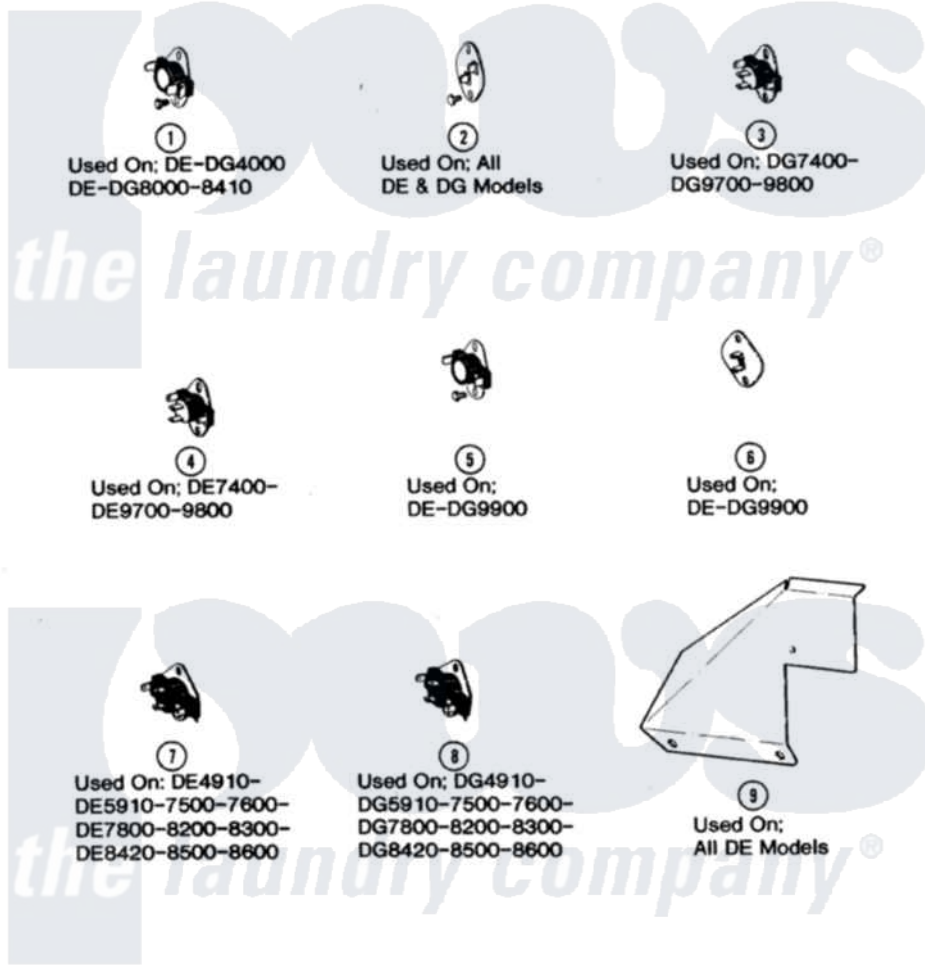 1
Used On; DE-DG4000
DE-DG8000-8410
2
Used On; All
DE & DG Models
3
Used On; DG7400-
DG9700-9800
the laundry company®
4
Used On; DE7400-
DE9700-9800
5
Used On;
DE-DG9900
6
Used On;
DE-DG9900
7
Used On: DE4910-
DE5910-7500-7600-
DE7800-8200-8300-
DE8420-8500-8600
8
Used On; DG4910-
DG5910-7500-7600-
DG7800-8200-8300-
DG8420-8500-8600
9
Used On;
All DE Models
the laundry company®